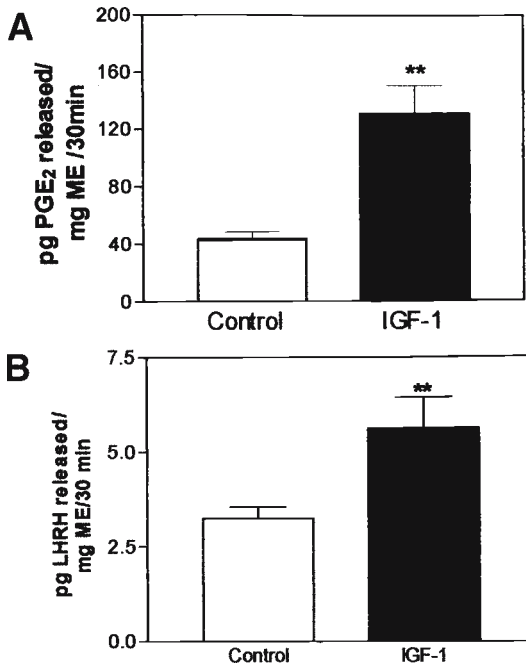 A
pg PGE₂ released/
mg ME /30min
200
160
120
80
40
0
**
Control
IGF-1
B
pg LHRH released/
mg ME/30 min
7.5
5.0
2.5
0.0
**
Control
IGF-1